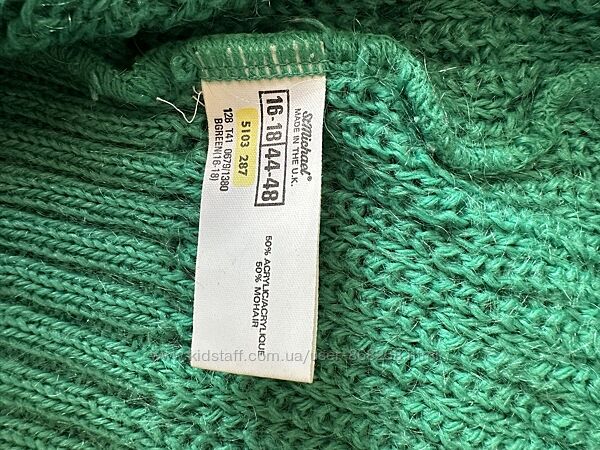 St Michael®
MADE IN THE U.K.
16-18 44-48
5103 287
128 T41 0679/1380
BGREEN(16-18)
50% ACRYLIC/ACRYLIQUE
50% MOHAIR